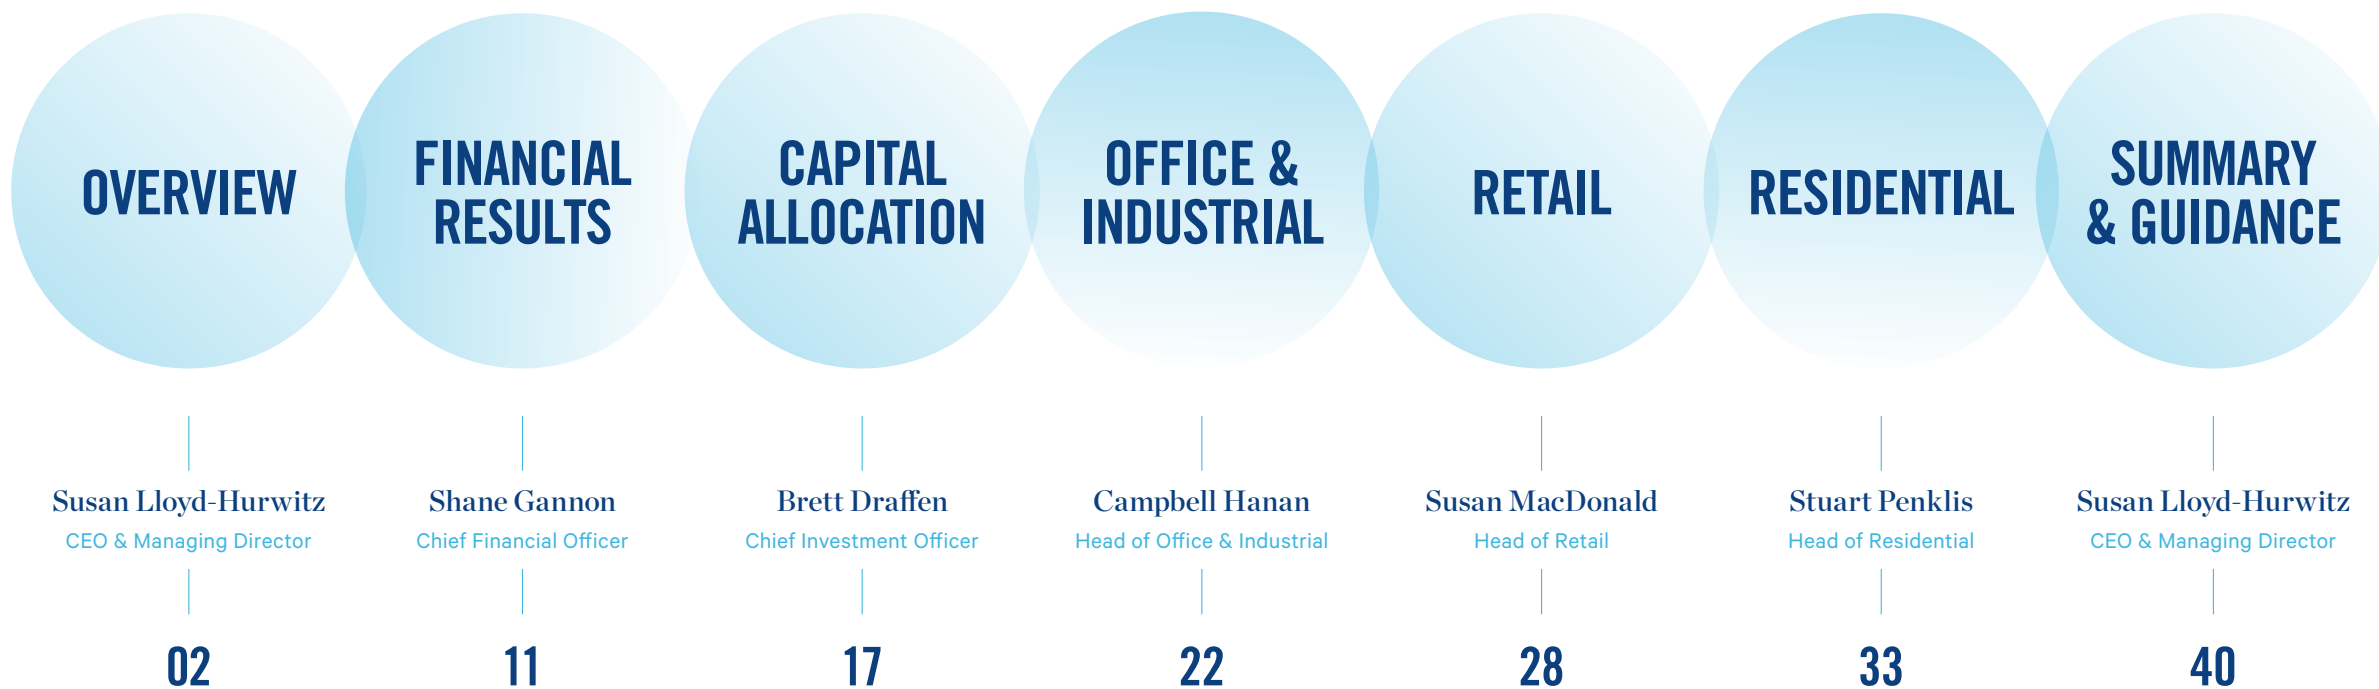 OVERVIEW
Susan Lloyd-Hurwitz
CEO & Managing Director
02
FINANCIAL
RESULTS
Shane Gannon
Chief Financial Officer
11
CAPITAL
ALLOCATION
Brett Draffen
Chief Investment Officer
17
OFFICE &
INDUSTRIAL
Campbell Hanan
Head of Office & Industrial
22
RETAIL
Susan MacDonald
Head of Retail
28
RESIDENTIAL
Stuart Penklis
Head of Residential
33
SUMMARY
& GUIDANCE
Susan Lloyd-Hurwitz
CEO & Managing Director
40